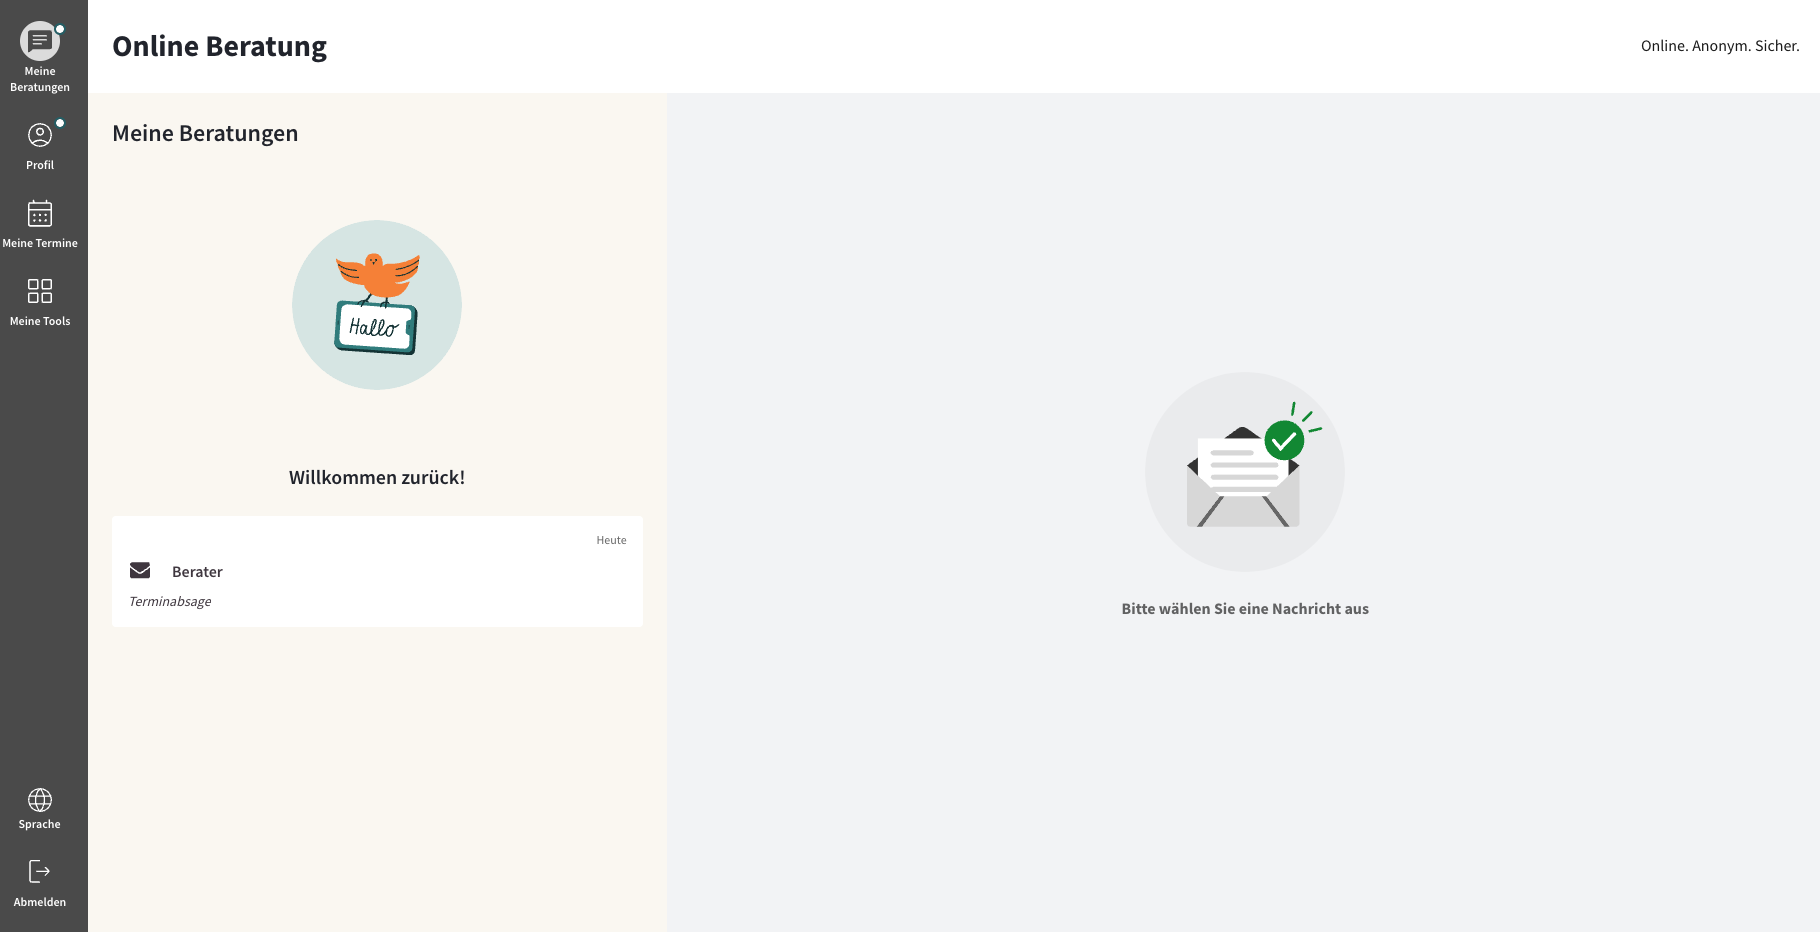 Meine
Beratungen
Profil
Meine Termine
Meine Tools
Sprache
Abmelden
Online Beratung
Online. Anonym. Sicher.
Meine Beratungen
Hallo
Willkommen zurück!
Heute
Berater
Terminabsage
Bitte wählen Sie eine Nachricht aus